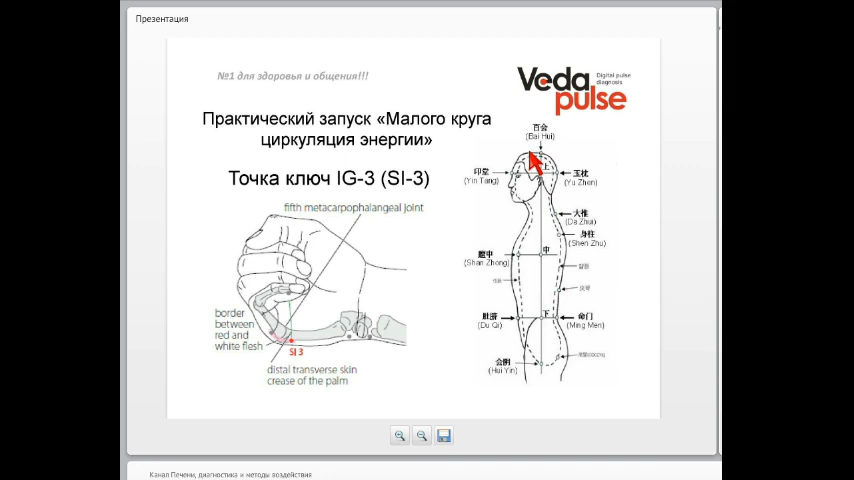 Презентация
№1 для здоровья и общения!!!
Veda
pulse
Digital pulse
diagnosis
Практический запуск «Малого круга
циркуляция энергии»
Точка ключ IG-3 (SI-3)
fifth metacarpophalangeal joint
border
between
red and
white flesh
SI 3
distal transverse skin
crease of the palm
百会
(Bai Hui)
上
印堂
(Yin Tang)
玉枕
(Yu Zhen)
大椎
(Da Zhui)
身柱
(Shen Zhu)
膻中
(Shan Zhong)
中
肚脐
(Du Qi)
下
命门
(Ming Men)
会阴
(Hui Yin)
Канал Печени, диагностика и методы воздействия